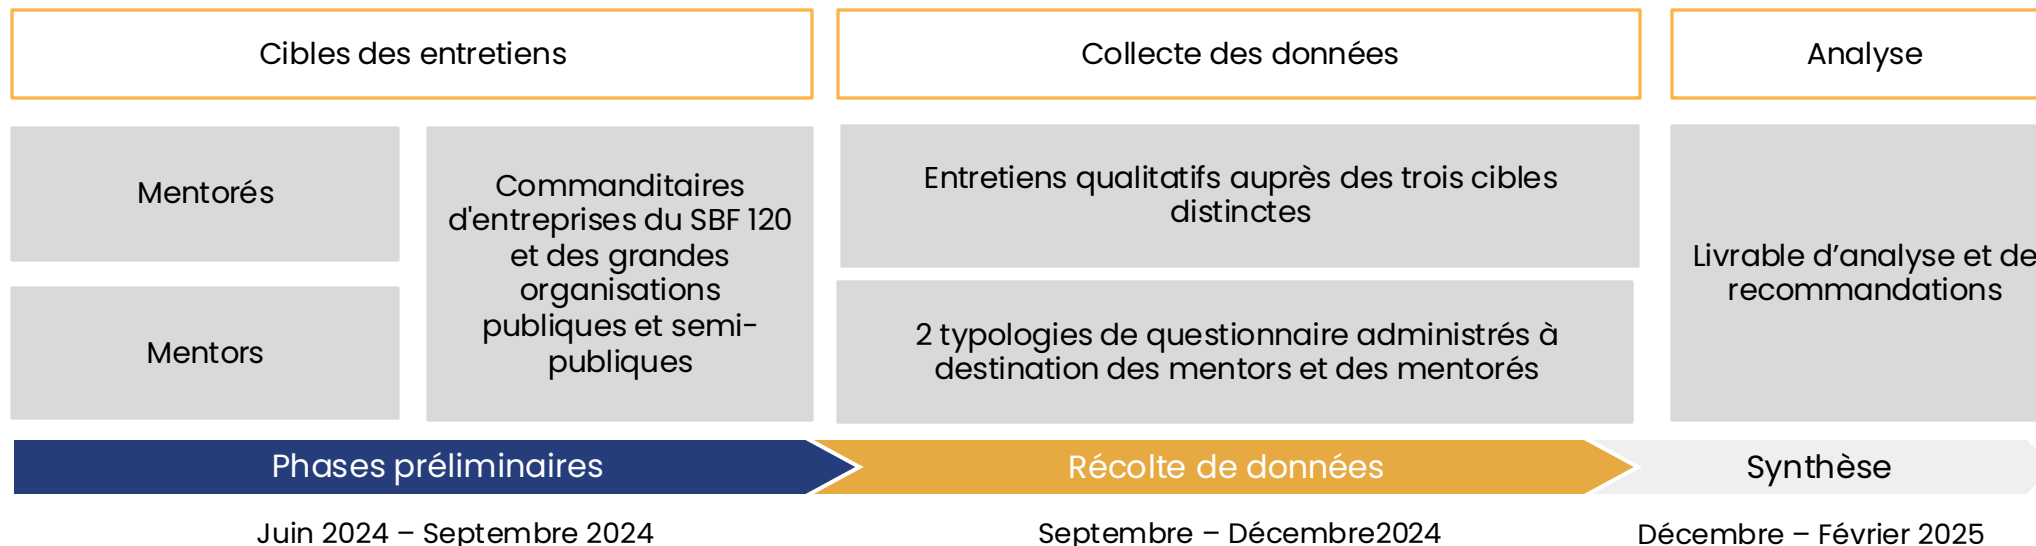 Cibles des entretiens
Collecte des données
Analyse
Mentorés
Mentors
Commanditaires
d'entreprises du SBF 120
et des grandes
organisations
publiques et semi-
publiques
Entretiens qualitatifs auprès des trois cibles
distinctes
2 typologies de questionnaire administrés à
destination des mentors et des mentorés
Livrable d’analyse et de
recommandations
Phases préliminaires
Récolte de données
Synthèse
Juin 2024 – Septembre 2024
Septembre – Décembre2024
Décembre – Février 2025